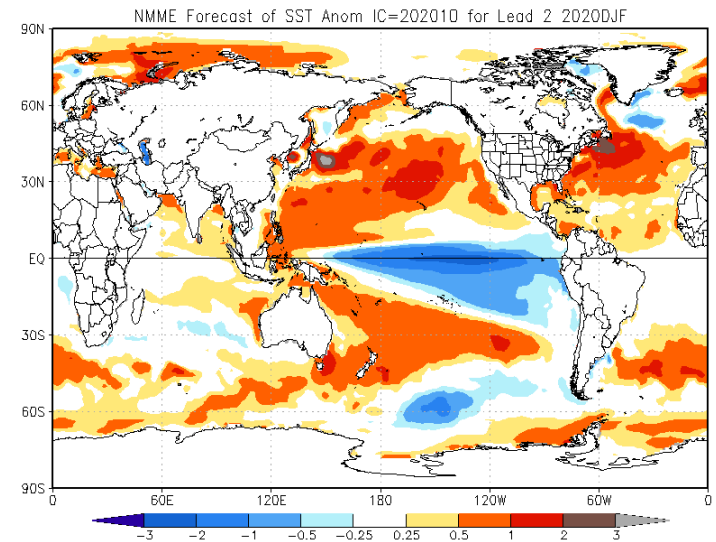 NMME Forecast of SST Anom IC=202010 for Lead 2 2020DJF
90N
60N
30N
EQ
30S
60S
90S
0 60E 120E 180 120W 60W 0
-3 -2 -1 -0.5 -0.25 0.25 0.5 1 2 3